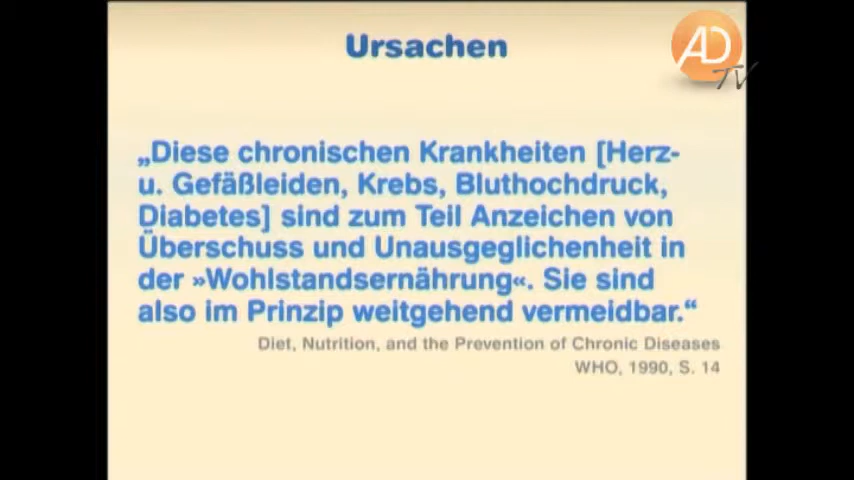 Ursachen
AD
TV
„Diese chronischen Krankheiten [Herz-
u. Gefäßleiden, Krebs, Bluthochdruck,
Diabetes] sind zum Teil Anzeichen von
Überschuss und Unausgeglichenheit in
der »Wohlstandsernährung«. Sie sind
also im Prinzip weitgehend vermeidbar.“
Diet, Nutrition, and the Prevention of Chronic Diseases
WHO, 1990, S. 14